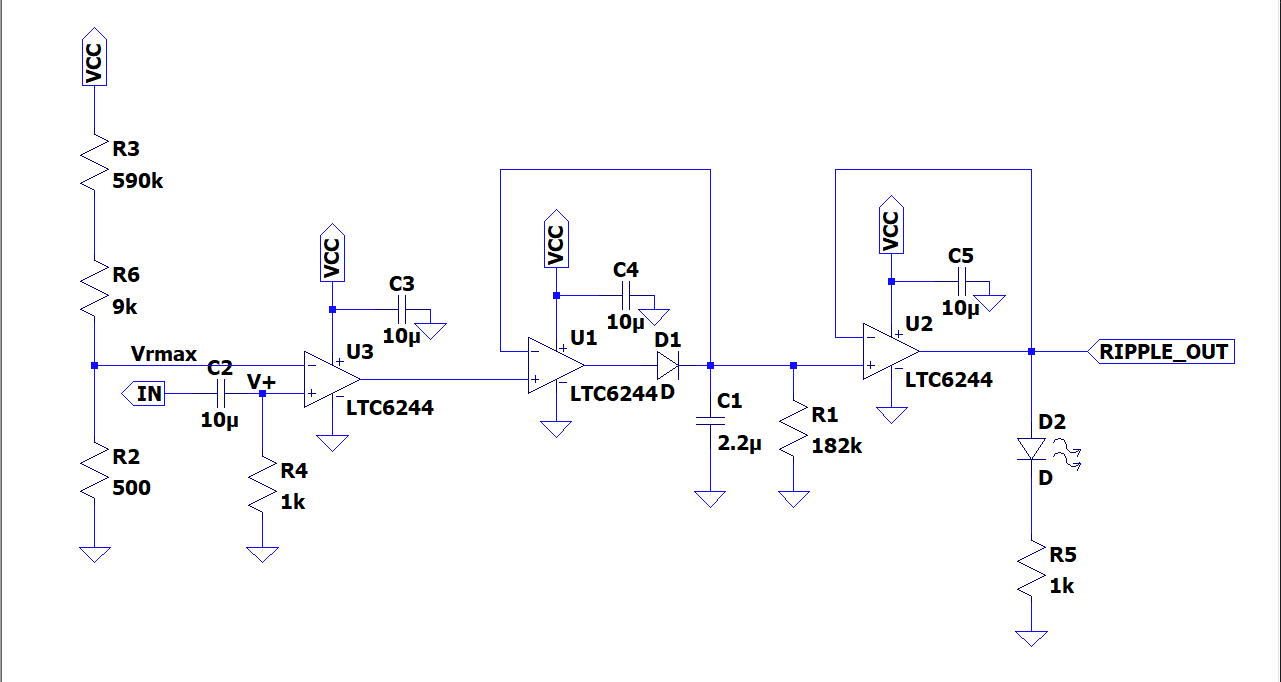 VCC
R3
590k
R6
9k
Vrmax
C2
IN
V+
10µ
R2
500
R4
1k
VCC
C3
10µ
U3
LTC6244
VCC
C4
10µ
U1
LTC6244
D1
D
C1
2.2µ
R1
182k
VCC
C5
10µ
U2
LTC6244
RIPPLE_OUT
D2
D
R5
1k